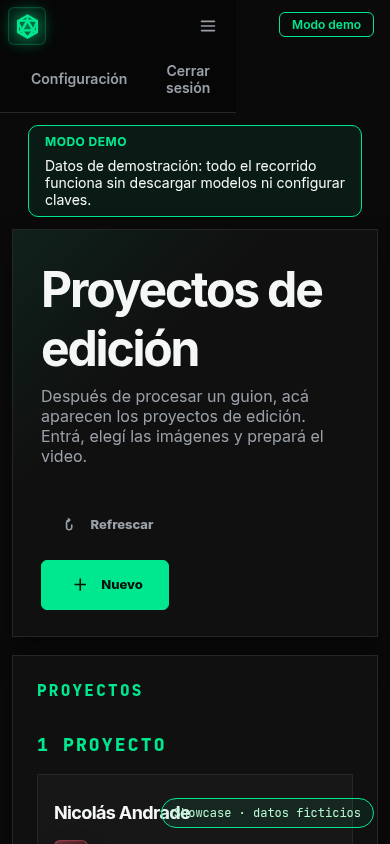 Modo demo
Configuración
Cerrar
sesión
MODO DEMO
Datos de demostración: todo el recorrido
funciona sin descargar modelos ni configurar
claves.
Proyectos de
edición
Después de procesar un guion, acá
aparecen los proyectos de edición.
Entrá, elegí las imágenes y prepará el
video.
Refrescar
Nuevo
PROYECTOS
1 PROYECTO
Nicolás Andrade
Showcase · datos ficticios